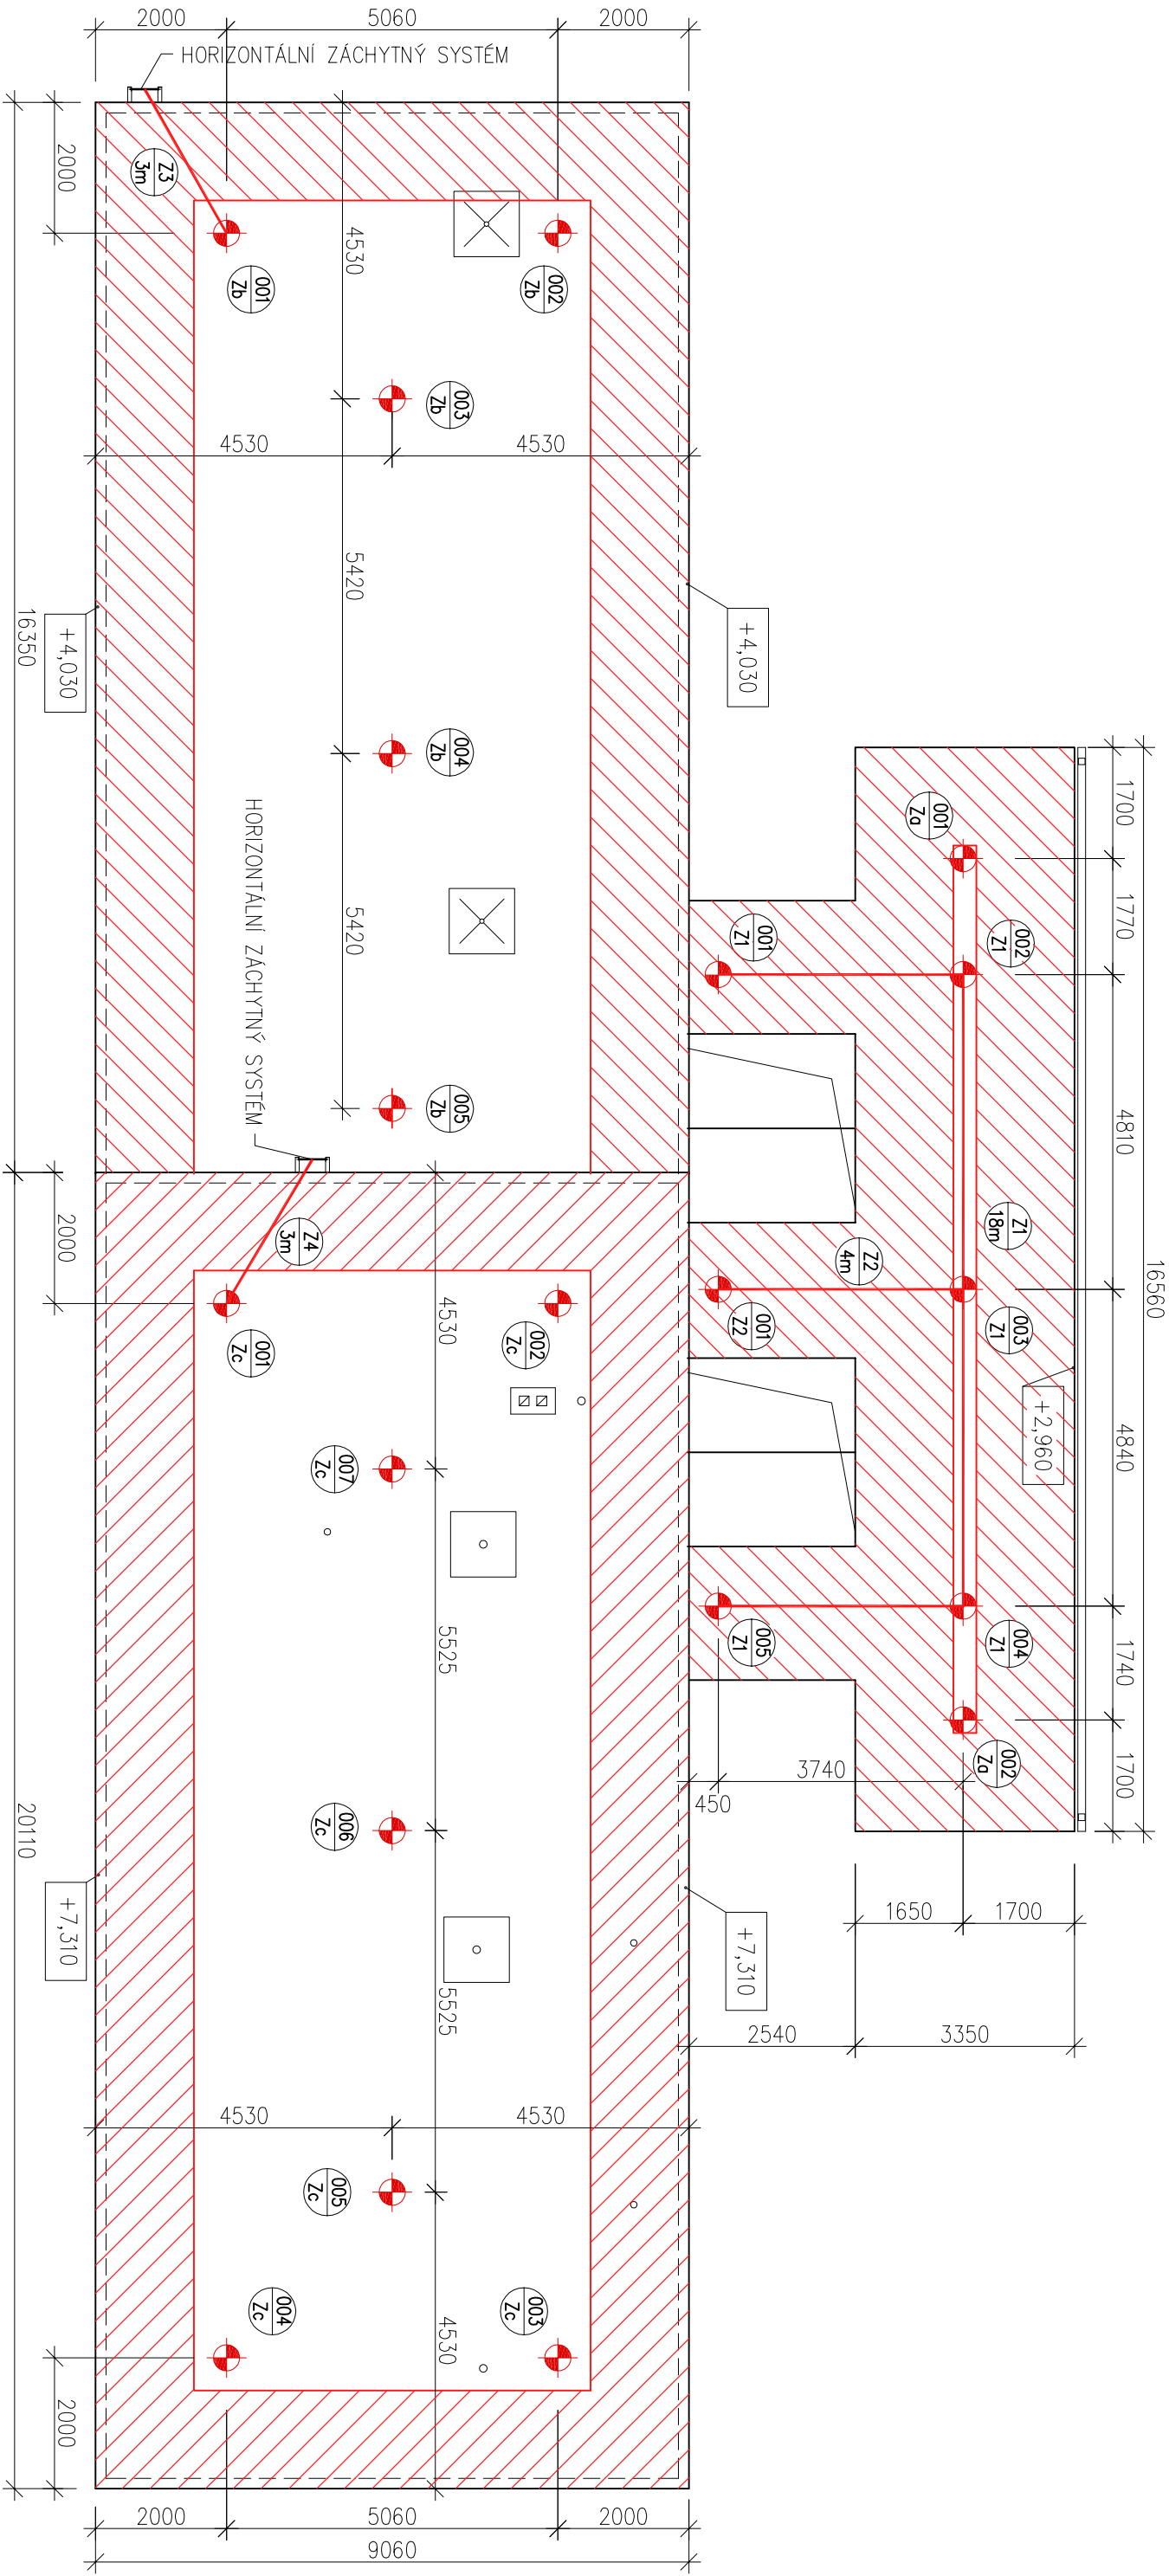 2000
5060
2000
HORIZONTÁLNÍ ZÁCHYTNÝ SYSTÉM
2000
Z3
3m
001
Zb
002
Zb
4530
003
Zb
4530
4530
5420
+4,030
+4,030
16350
004
Zb
5420
HORIZONTÁLNÍ ZÁCHYTNÝ SYSTÉM
005
Zb
16560
1700
001
Za
1770
002
Z1
001
Z1
4810
Z1
18m
Z2
4m
001
Z2
003
Z1
+2,960
4840
004
Z1
005
Z1
1740
002
Za
1700
3740
450
1650
1700
2540
3350
2000
Z4
3m
001
Zc
4530
002
Zc
007
Zc
5525
006
Zc
20110
+7,310
+7,310
5525
4530
4530
005
Zc
004
Zc
003
Zc
4530
2000
2000
5060
2000
9060